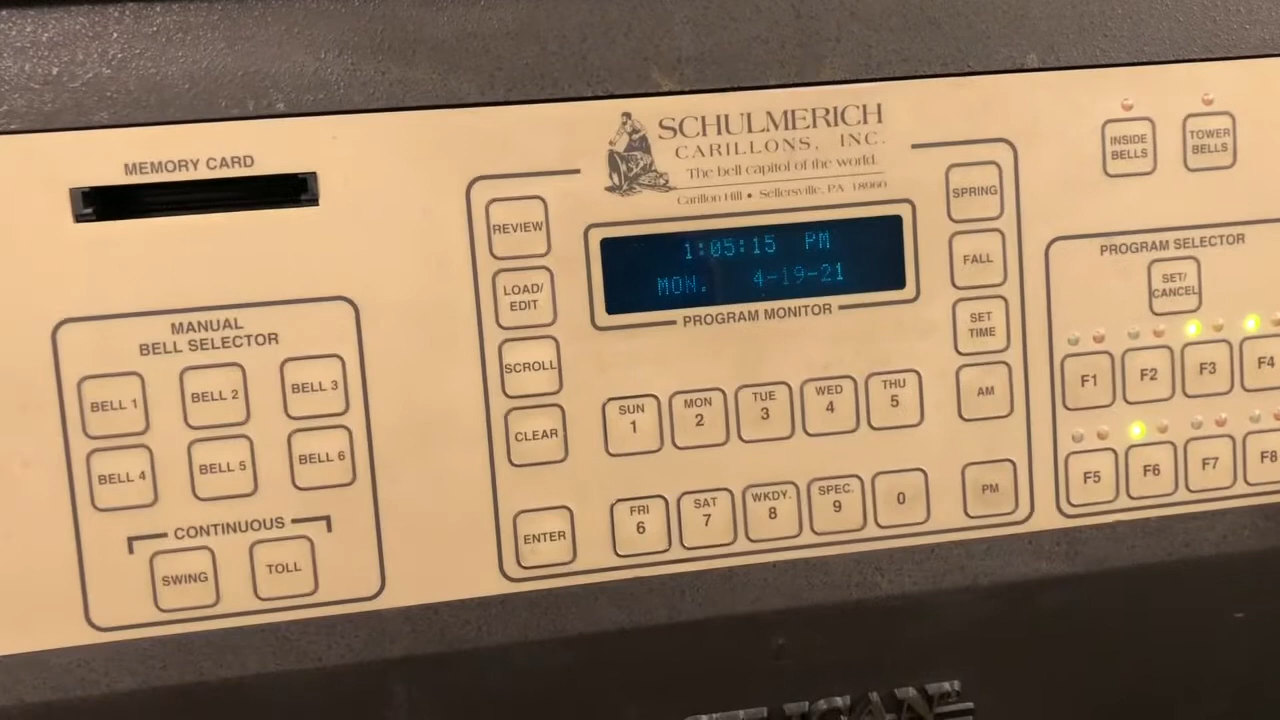 MEMORY CARD
SCHULMERICH
CARILLONS, INC.
The bell capitol of the world.
Carillon Hill • Sellersville, PA 18960
1:05:15 PM
MON. 4-19-21
PROGRAM MONITOR
MANUAL
BELL SELECTOR
BELL 1
BELL 2
BELL 3
BELL 4
BELL 5
BELL 6
CONTINUOUS
SWING
TOLL
REVIEW
LOAD/
EDIT
SCROLL
CLEAR
ENTER
SUN
1
MON
2
TUE
3
WED
4
THU
5
FRI
6
SAT
7
WKDY.
8
SPEC.
9
0
SPRING
FALL
SET
TIME
AM
PM
INSIDE
BELLS
TOWER
BELLS
PROGRAM SELECTOR
SET/
CANCEL
F1
F2
F3
F4
F5
F6
F7
F8